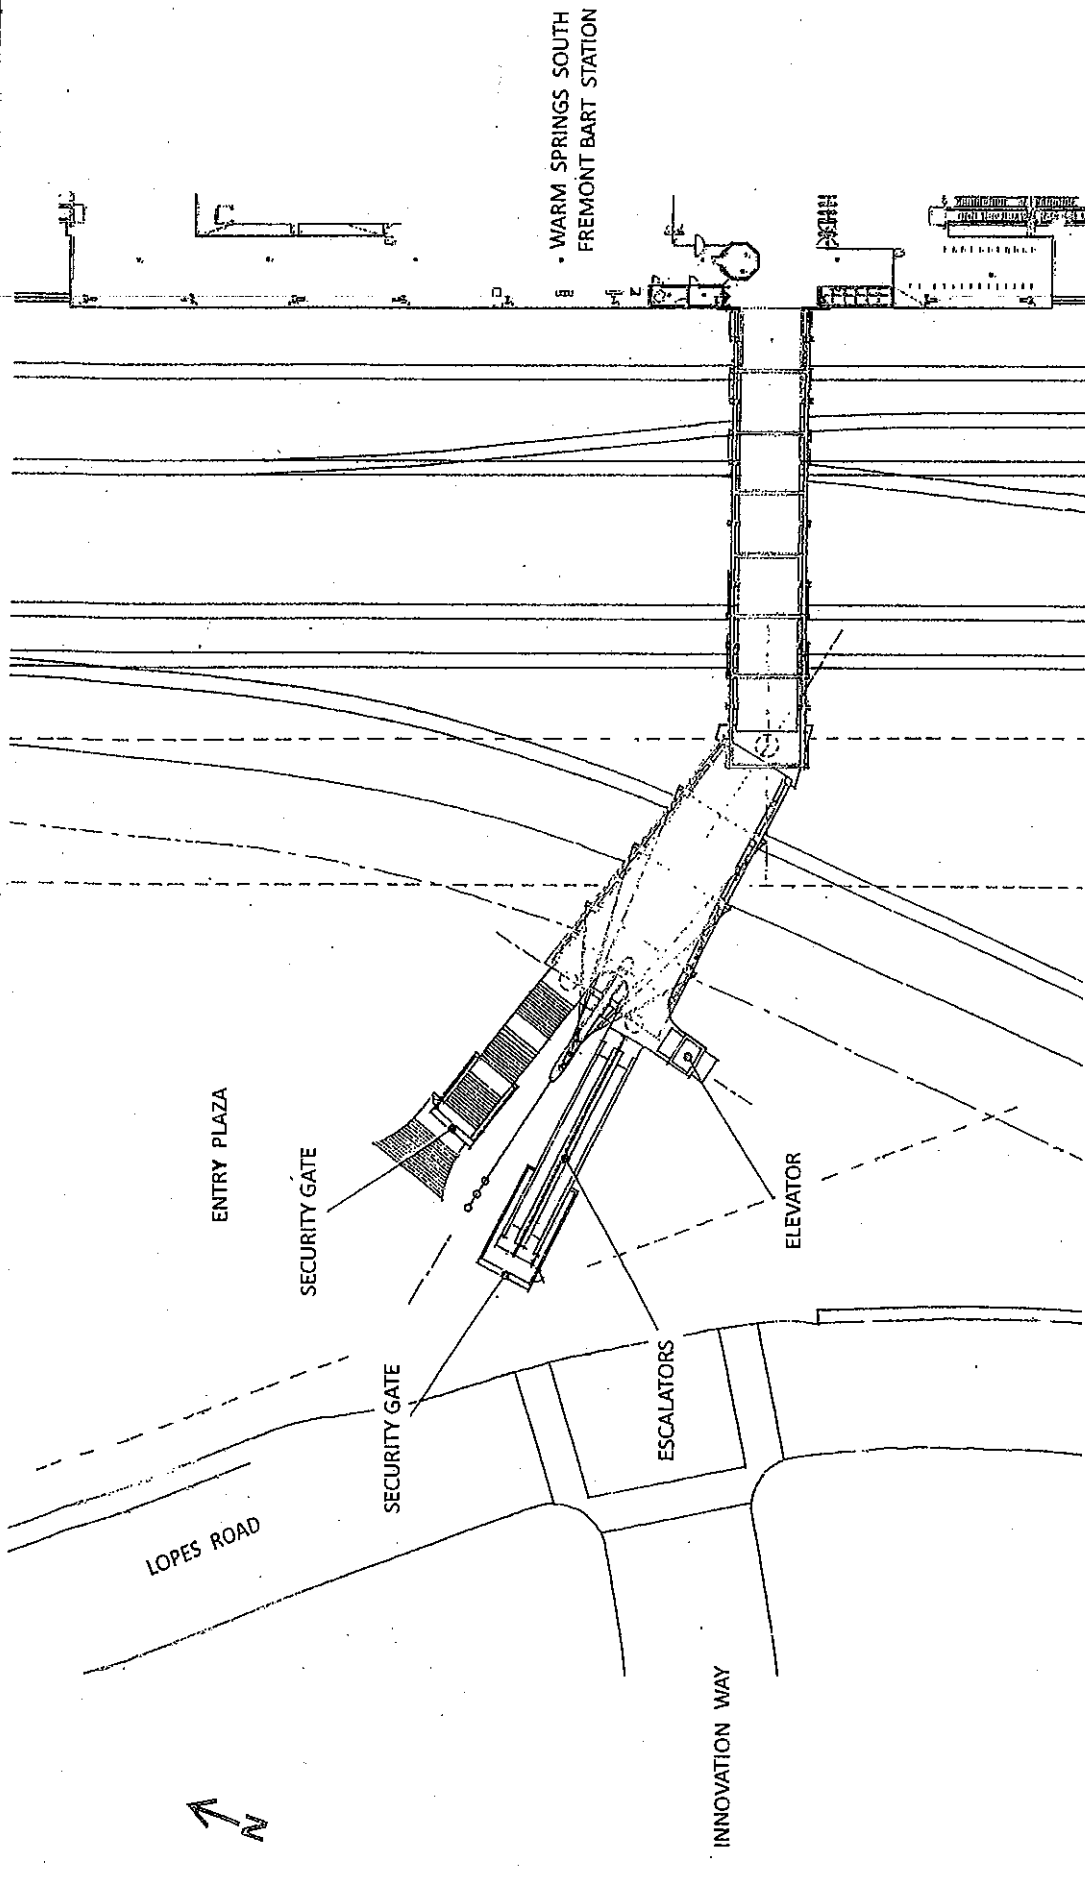 WARM SPRINGS SOUTH
FREMONT BART STATION
ENTRY PLAZA
SECURITY GATE
SECURITY GATE
ELEVATOR
ESCALATORS
LOPES ROAD
INNOVATION WAY
N